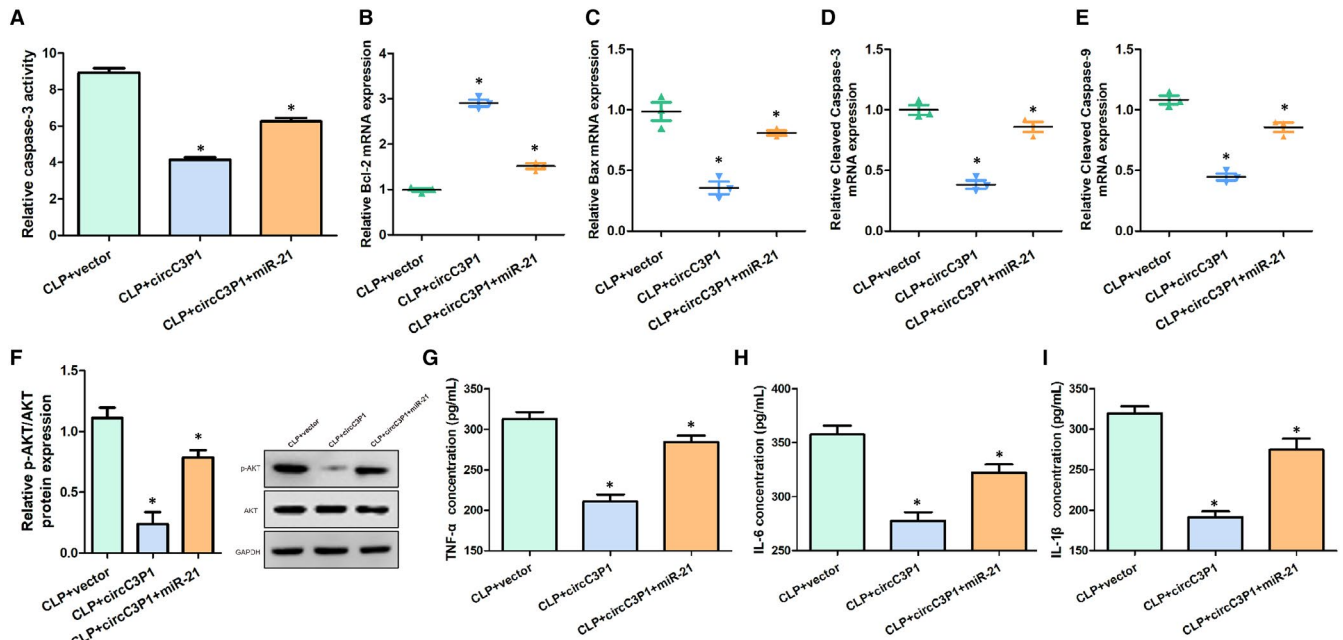 A
Relative caspase-3 activity
10
8
6
4
2
0
*
*
CLP+vector
CLP+circC3P1
CLP+circC3P1+miR-21
B
Relative Bcl-2 mRNA expression
4
3
2
1
0
*
*
CLP+vector
CLP+circC3P1
CLP+circC3P1+miR-21
C
Relative Bax mRNA expression
1.5
1.0
0.5
0.0
*
*
CLP+vector
CLP+circC3P1
CLP+circC3P1+miR-21
D
Relative Cleaved Caspase-3
mRNA expression
1.5
1.0
0.5
0.0
*
*
CLP+vector
CLP+circC3P1
CLP+circC3P1+miR-21
E
Relative Cleaved Caspase-9
mRNA expression
1.5
1.0
0.5
0.0
*
*
CLP+vector
CLP+circC3P1
CLP+circC3P1+miR-21
F
Relative p-AKT/AKT
protein expression
1.5
1.0
0.5
0.0
*
*
CLP+vector
CLP+circC3P1
CLP+circC3P1+miR-21
CLP+vector
CLP+circC3P1
CLP+circC3P1+miR-21
p-AKT
AKT
GAPDH
G
TNF-α concentration (pg/mL)
350
300
250
200
150
*
*
CLP+vector
CLP+circC3P1
CLP+circC3P1+miR-21
H
IL-6 concentration (pg/mL)
400
350
300
250
*
*
CLP+vector
CLP+circC3P1
CLP+circC3P1+miR-21
I
IL-1β concentration (pg/mL)
350
300
250
200
150
*
*
CLP+vector
CLP+circC3P1
CLP+circC3P1+miR-21